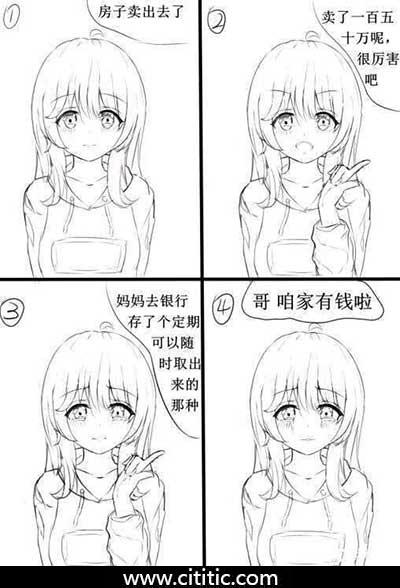 ①
房子卖出去了
②
卖了一百五
十万呢，
很厉害
吧
③
妈妈去银行
存了个定期
可以随
时取出
来的
那种
④
哥 咱家有钱啦
www.cititic.com